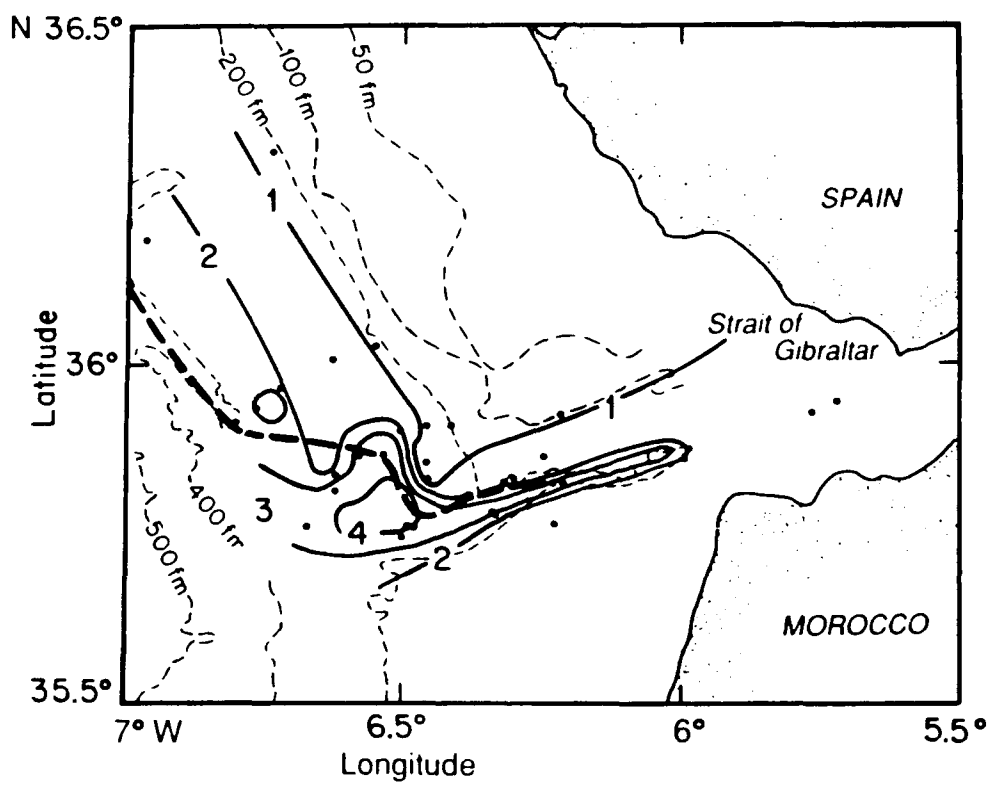 N 36.5°
200 fm
100 fm
50 fm
SPAIN
1
2
Strait of
Gibraltar
Latitude
36°
1
3
4
2
400 fm
500 fm
MOROCCO
35.5°
7° W
6.5°
6°
5.5°
Longitude